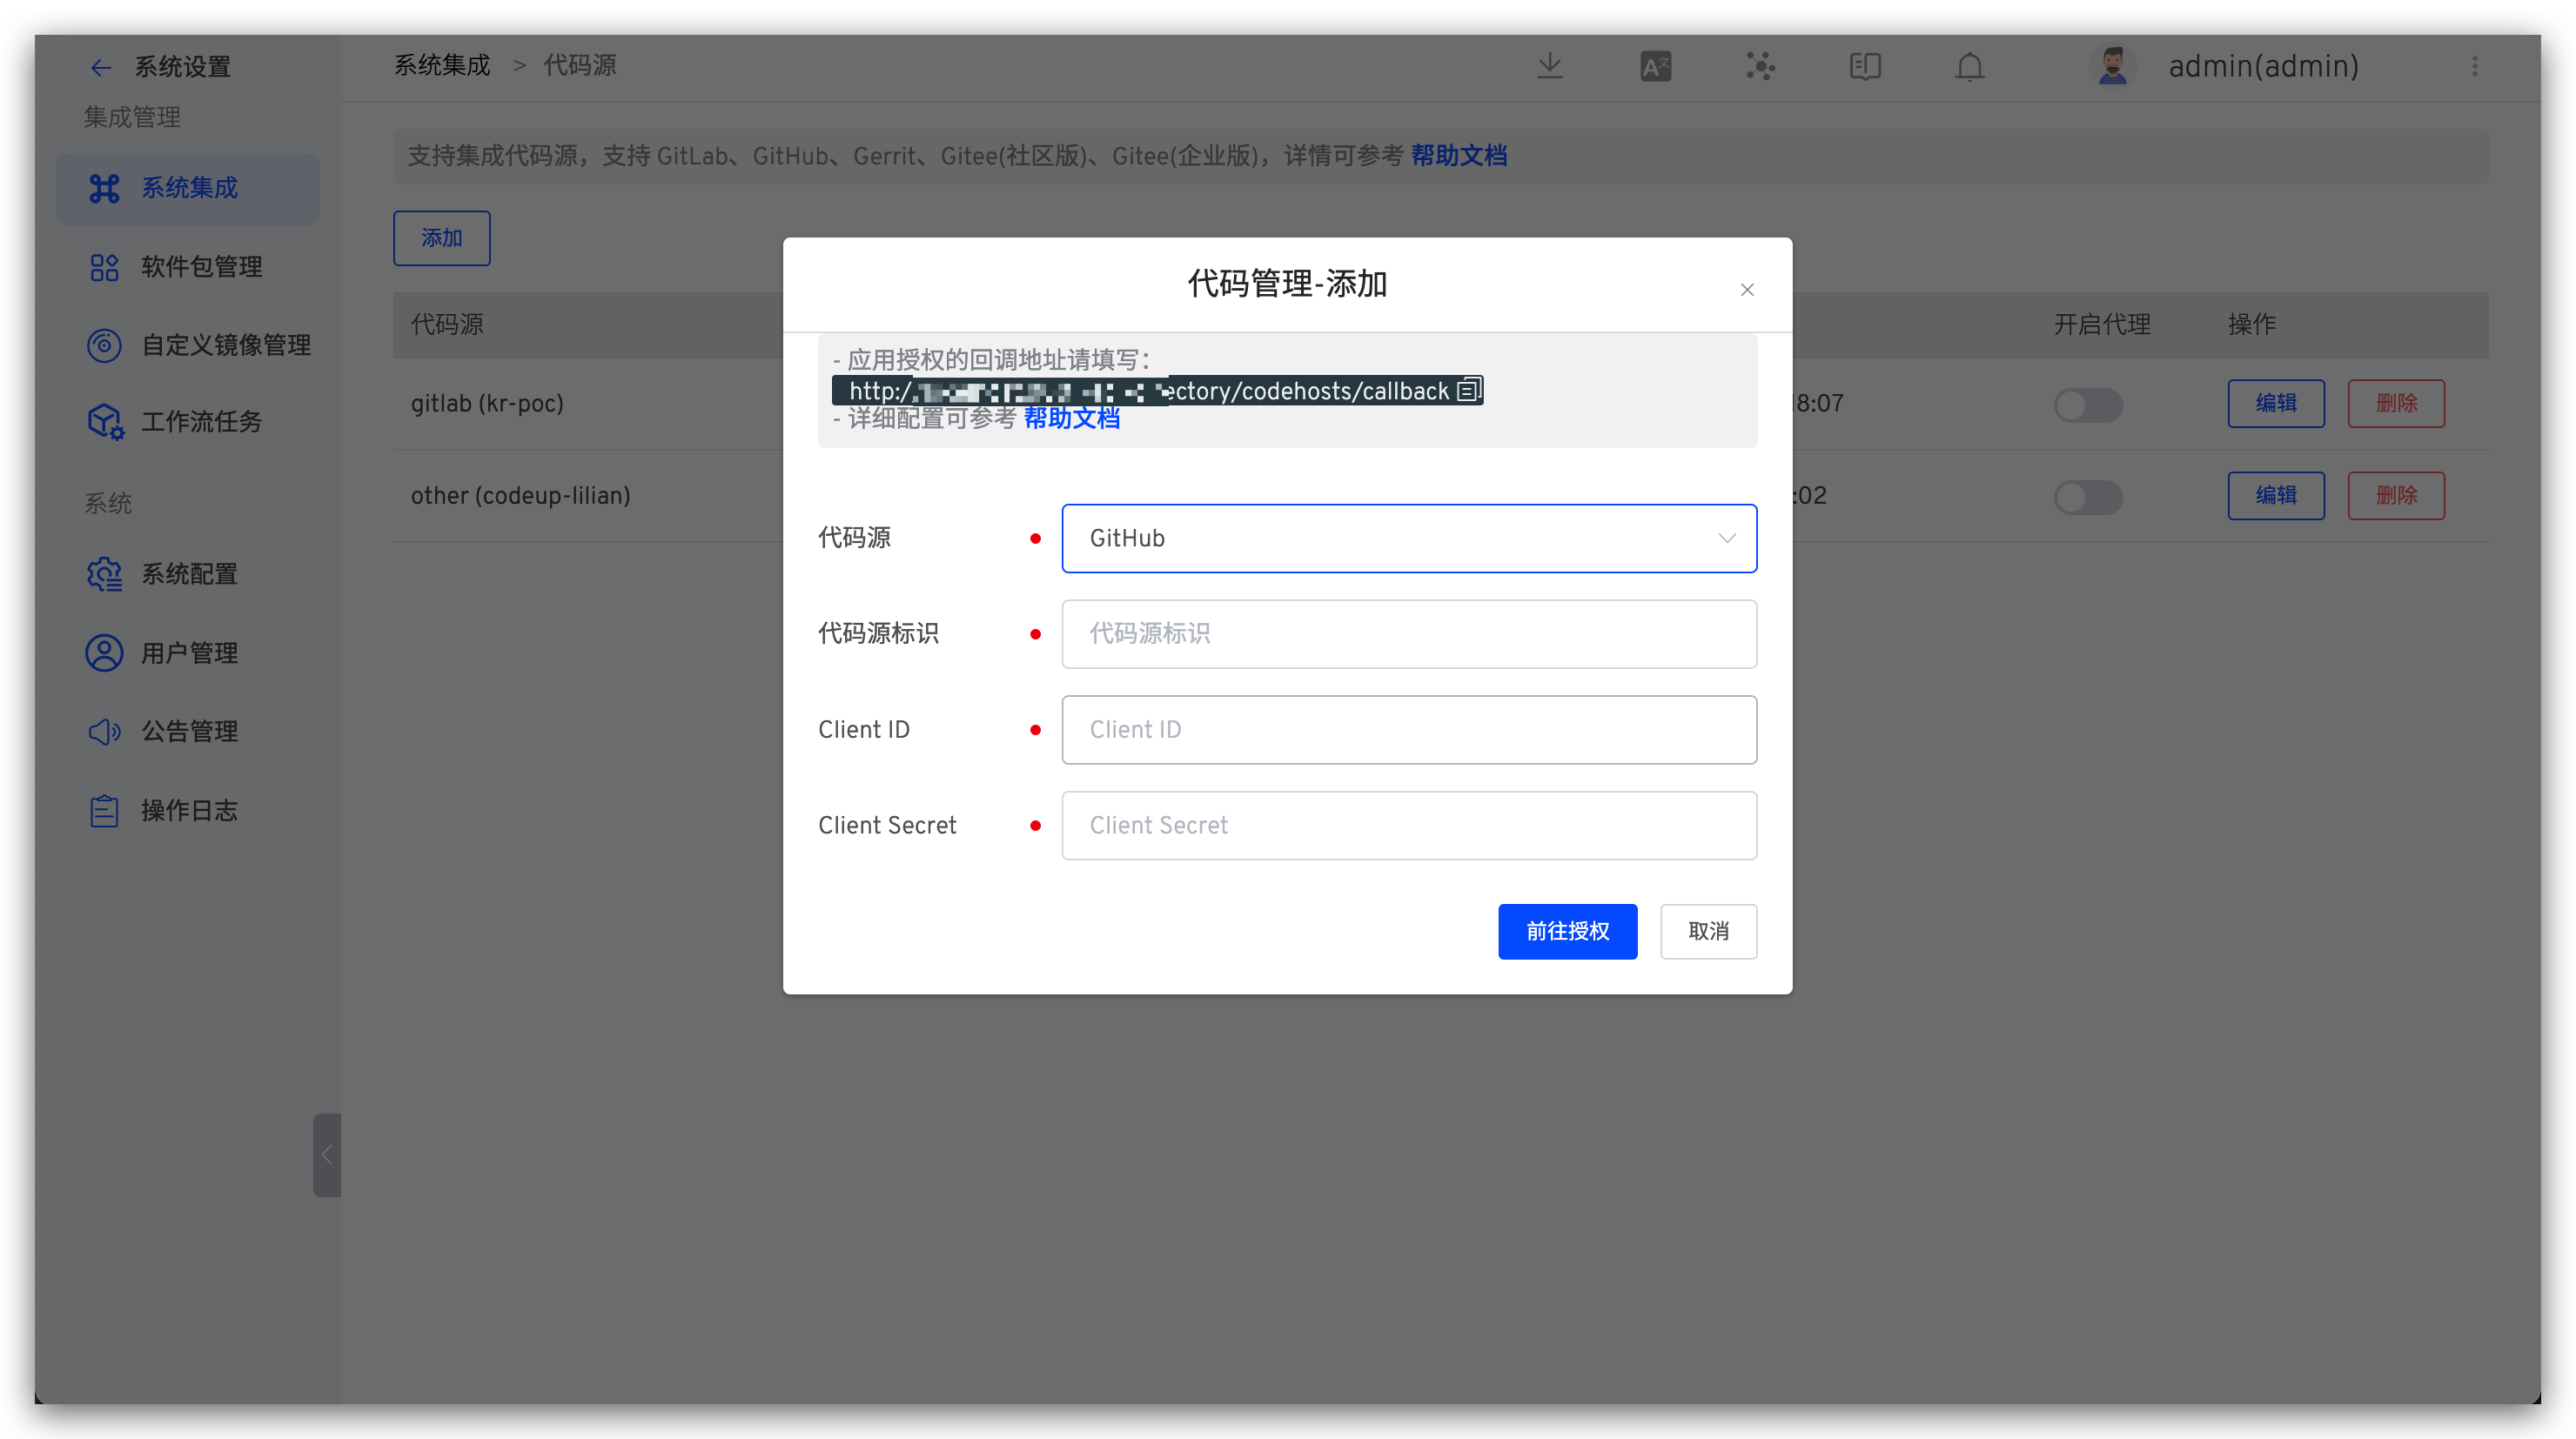 系统设置
集成管理
系统集成
软件包管理
自定义镜像管理
工作流任务
系统
系统配置
用户管理
公告管理
操作日志
系统集成 > 代码源
admin(admin)
支持集成代码源，支持 GitLab、GitHub、Gerrit、Gitee(社区版)、Gitee(企业版)，详情可参考 帮助文档
添加
代码源 开启代理 操作
gitlab (kr-poc) 8:07 编辑 删除
other (codeup-lilian) :02 编辑 删除
代码管理-添加
- 应用授权的回调地址请填写：
http:/ ectory/codehosts/callback
- 详细配置可参考 帮助文档
代码源 GitHub
代码源标识 代码源标识
Client ID Client ID
Client Secret Client Secret
前往授权 取消